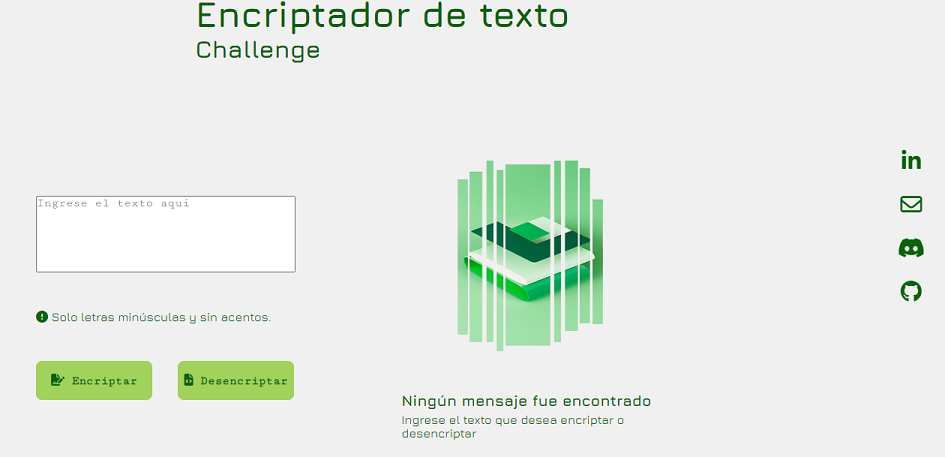 Encriptador de texto
Challenge
Ingrese el texto aquí
Solo letras minúsculas y sin acentos.
Encriptar
Desencriptar
Ningún mensaje fue encontrado
Ingrese el texto que desea encriptar o
desencriptar
in